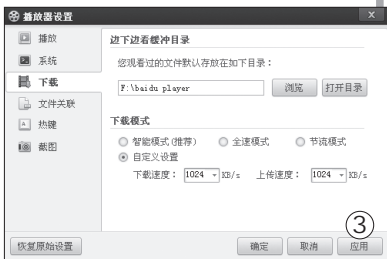 播放器设置
播放
系统
下载
文件关联
热键
截图
边下边看缓冲目录
您观看过的文件默认存放在如下目录：
F:\baidu player 浏览 打开目录
下载模式
智能模式(推荐) 全速模式 节流模式
自定义设置
下载速度： 1024 KB/s 上传速度： 1024 KB/s
③
恢复原始设置 确定 取消 应用